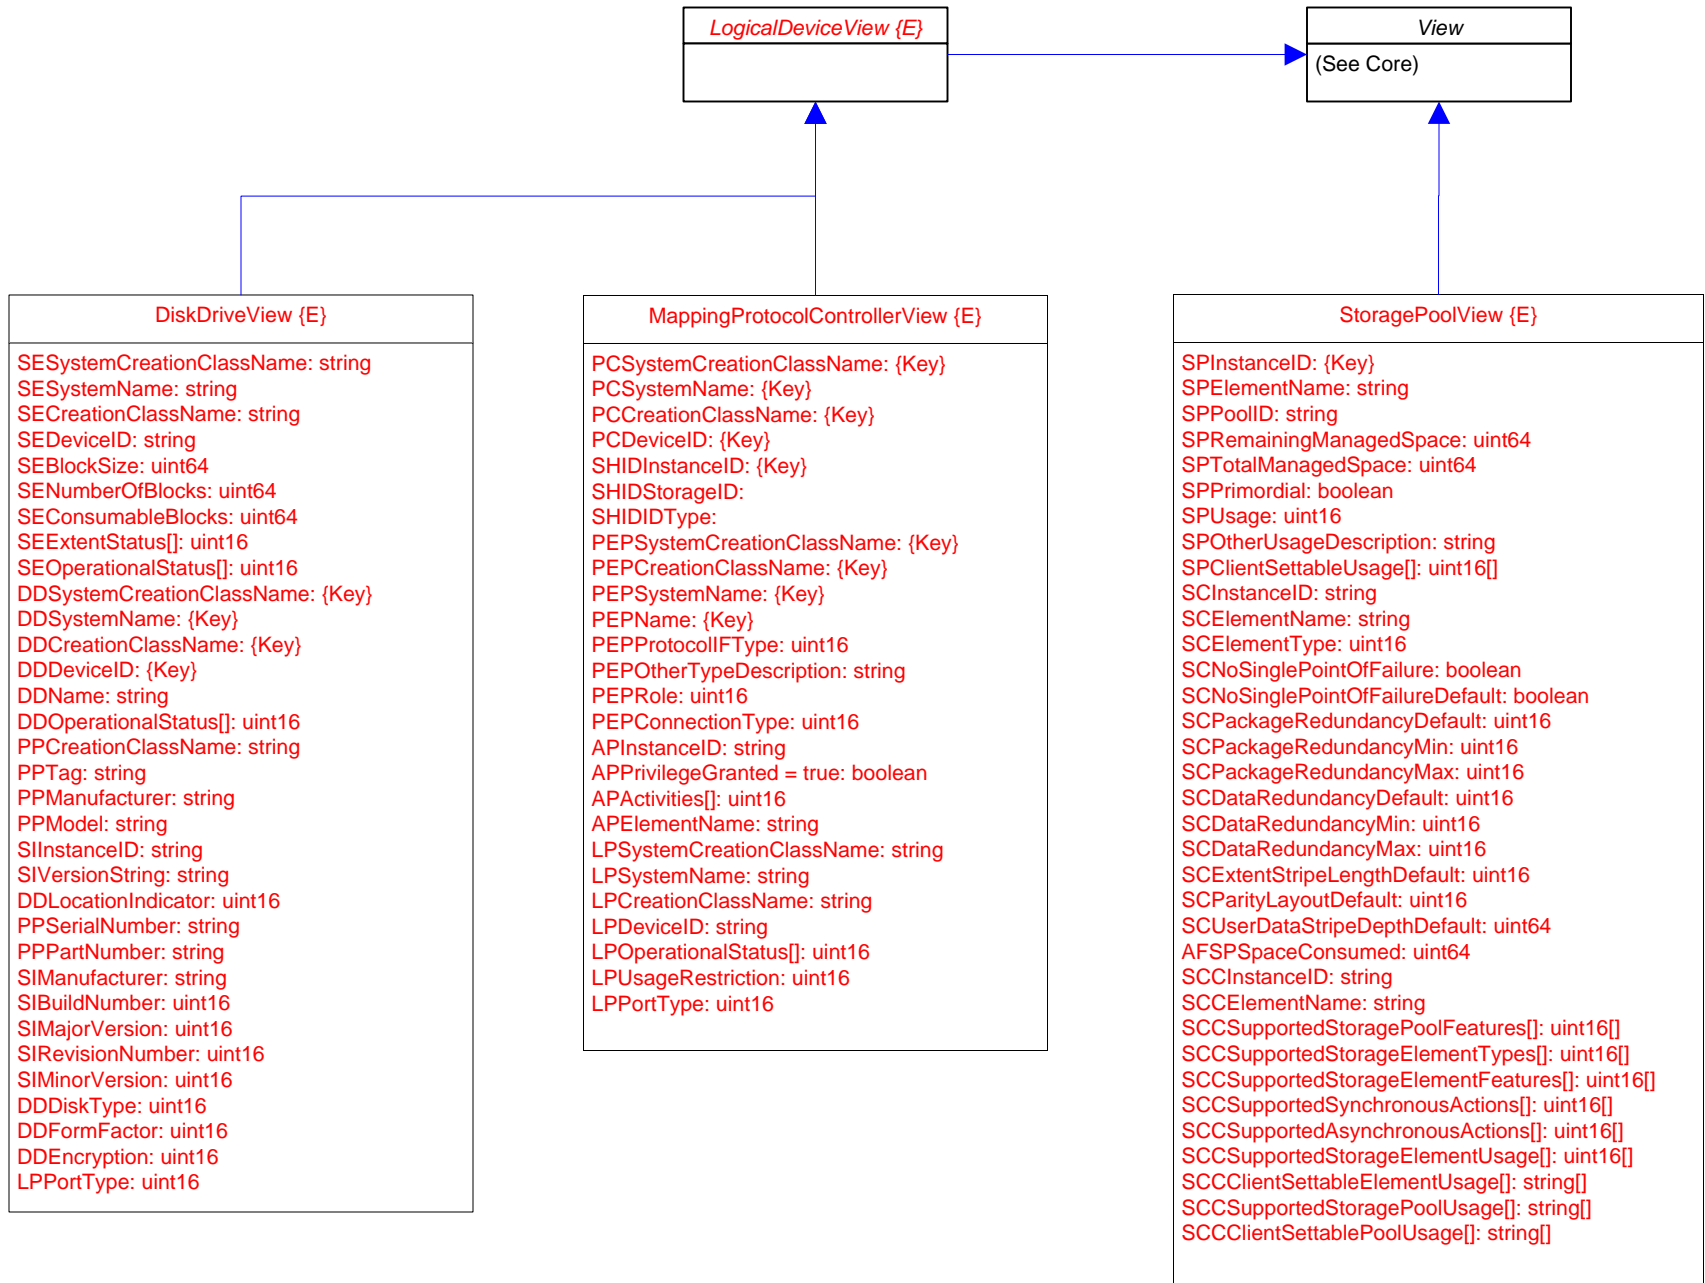 LogicalDeviceView {E}
View
(See Core)
DiskDriveView {E}
SESystemCreationClassName: string
SESystemName: string
SECreationClassName: string
SEDeviceID: string
SEBlockSize: uint64
SENumberOfBlocks: uint64
SEConsumableBlocks: uint64
SEExtentStatus[]: uint16
SEOperationalStatus[]: uint16
DDSystemCreationClassName: {Key}
DDSystemName: {Key}
DDCreationClassName: {Key}
DDDeviceID: {Key}
DDName: string
DDOperationalStatus[]: uint16
PPCreationClassName: string
PPTag: string
PPManufacturer: string
PPModel: string
SIInstanceID: string
SIVersionString: string
DDLocationIndicator: uint16
PPSerialNumber: string
PPPartNumber: string
SIManufacturer: string
SIBuildNumber: uint16
SIMajorVersion: uint16
SIRevisionNumber: uint16
SIMinorVersion: uint16
DDDiskType: uint16
DDFormFactor: uint16
DDEncryption: uint16
LPPortType: uint16
MappingProtocolControllerView {E}
PCSystemCreationClassName: {Key}
PCSystemName: {Key}
PCCreationClassName: {Key}
PCDeviceID: {Key}
SHIDInstanceID: {Key}
SHIDStorageID:
SHIDIDType:
PEPSystemCreationClassName: {Key}
PEPCreationClassName: {Key}
PEPSystemName: {Key}
PEPName: {Key}
PEPProtocolIFType: uint16
PEPOtherTypeDescription: string
PEPRole: uint16
PEPConnectionType: uint16
APInstanceID: string
APPrivilegeGranted = true: boolean
APActivities[]: uint16
APElementName: string
LPSystemCreationClassName: string
LPSystemName: string
LPCreationClassName: string
LPDeviceID: string
LPOperationalStatus[]: uint16
LPUsageRestriction: uint16
LPPortType: uint16
StoragePoolView {E}
SPInstanceID: {Key}
SPElementName: string
SPPoolID: string
SPRemainingManagedSpace: uint64
SPTotalManagedSpace: uint64
SPPrimordial: boolean
SPUsage: uint16
SPOtherUsageDescription: string
SPClientSettableUsage[]: uint16[]
SCInstanceID: string
SCElementName: string
SCElementType: uint16
SCNoSinglePointOfFailure: boolean
SCNoSinglePointOfFailureDefault: boolean
SCPackageRedundancyDefault: uint16
SCPackageRedundancyMin: uint16
SCPackageRedundancyMax: uint16
SCDataRedundancyDefault: uint16
SCDataRedundancyMin: uint16
SCDataRedundancyMax: uint16
SCExtentStripeLengthDefault: uint16
SCParityLayoutDefault: uint16
SCUserDataStripeDepthDefault: uint64
AFSPSpaceConsumed: uint64
SCCInstanceID: string
SCCElementName: string
SCCSupportedStoragePoolFeatures[]: uint16[]
SCCSupportedStorageElementTypes[]: uint16[]
SCCSupportedStorageElementFeatures[]: uint16[]
SCCSupportedSynchronousActions[]: uint16[]
SCCSupportedAsynchronousActions[]: uint16[]
SCCSupportedStorageElementUsage[]: uint16[]
SCCClientSettableElementUsage[]: string[]
SCCSupportedStoragePoolUsage[]: string[]
SCCClientSettablePoolUsage[]: string[]